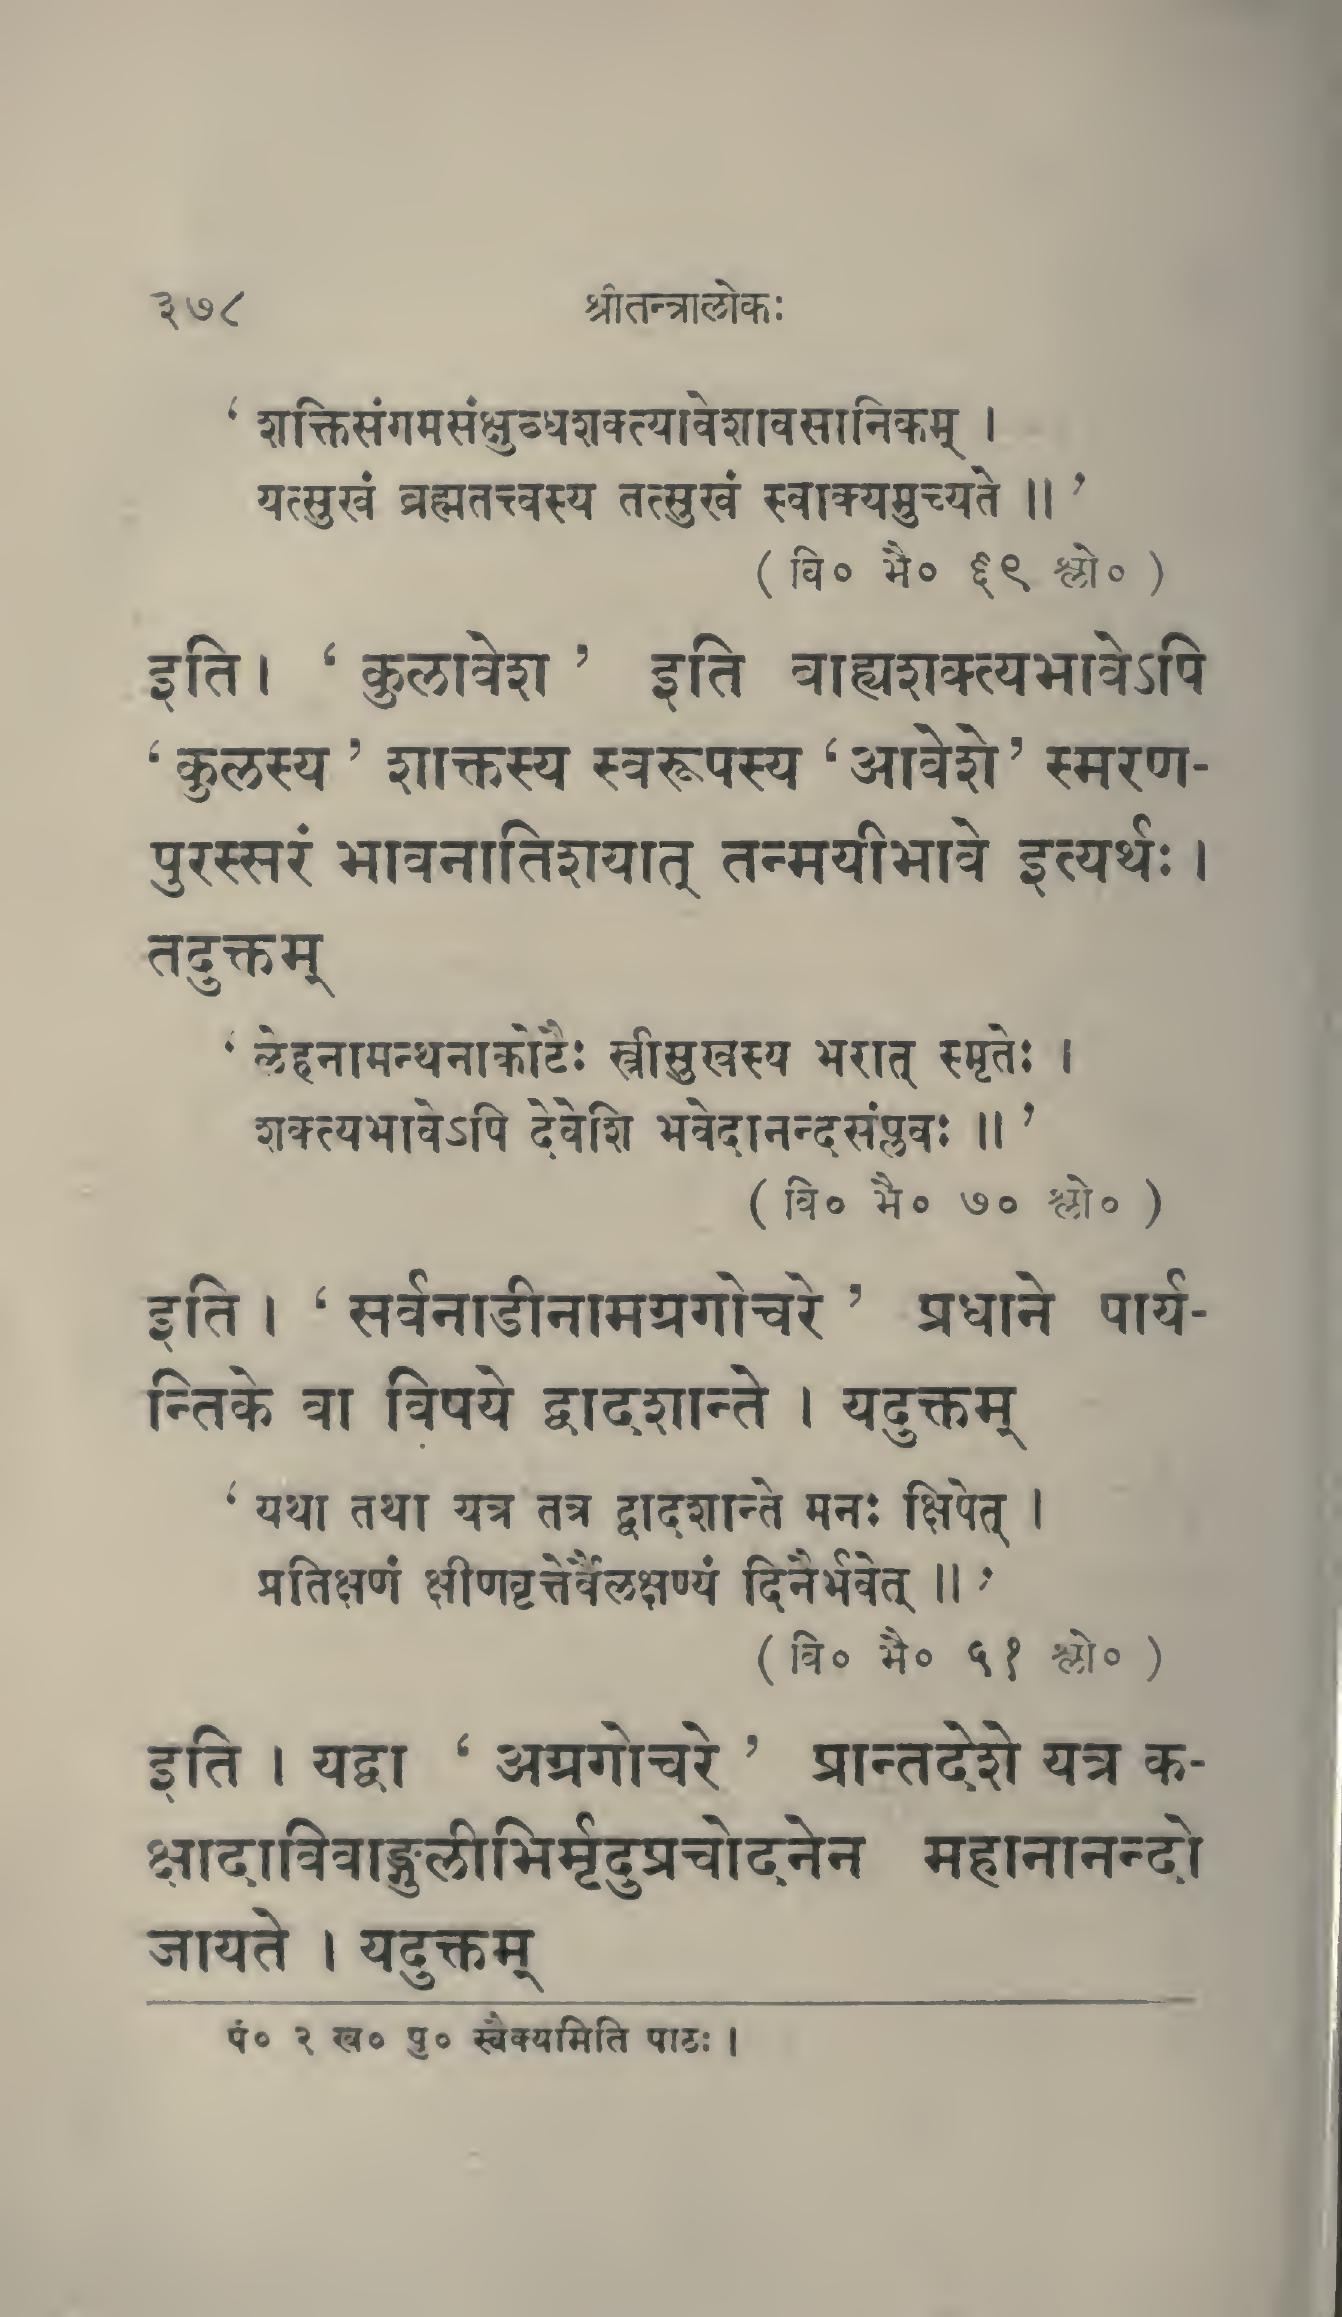 ३७८ श्रीतन्त्रालोकः
‘ शक्तिसंगमसंक्षुब्धशक्त्यावेशावसानिकम् ।
यत्सुखं ब्रह्मतत्त्वस्य तत्सुखं स्वाक्यमुच्यते ॥ ’
( वि० भै० ६९ श्लो० )
इति । ‘ कुलावेश ’ इति बाह्यशक्त्यभावेऽपि
‘ कुलस्य ’ शाक्तस्य स्वरूपस्य ‘ आवेशे ’ स्मरण-
पुरस्सरं भावनातिशयात् तन्मयीभावे इत्यर्थः ।
तदुक्तम्
‘ लेहनामन्थनाकोटैः स्त्रीसुखस्य भरात् स्मृतेः ।
शक्त्यभावेऽपि देवेशि भवेदानन्दसंप्लवः ॥ ’
( वि० भै० ७० श्लो० )
इति । ‘ सर्वनाडीनामग्रगोचरे ’ प्रधाने पार्य-
न्तिके वा विषये द्वादशान्ते । यदुक्तम्
‘ यथा तथा यत्र तत्र द्वादशान्ते मनः क्षिपेत् ।
प्रतिक्षणं क्षीणवृत्तेर्वैलक्षण्यं दिनैर्भवेत् ॥ ’
( वि० भै० ५१ श्लो० )
इति । यद्वा ‘ अग्रगोचरे ’ प्रान्तदेशे यत्र क-
क्षादाविवाङ्गुलीभिर्मृदुप्रचोदनेन महानानन्दो
जायते । यदुक्तम्
पं० २ ख० पु० स्वैक्यमिति पाठः ।